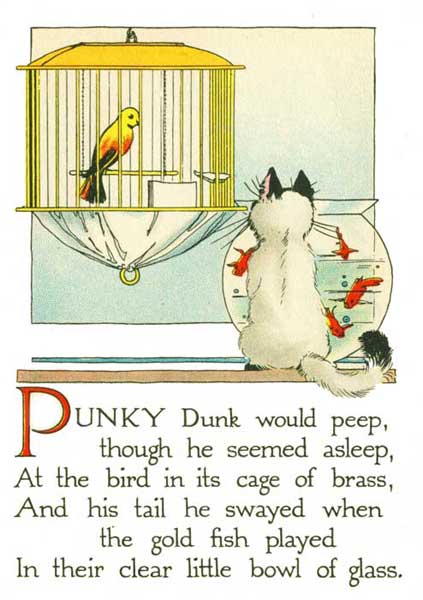 PUNKY Dunk would peep,
though he seemed asleep,
At the bird in its cage of brass,
And his tail he swayed when
the gold fish played
In their clear little bowl of glass.